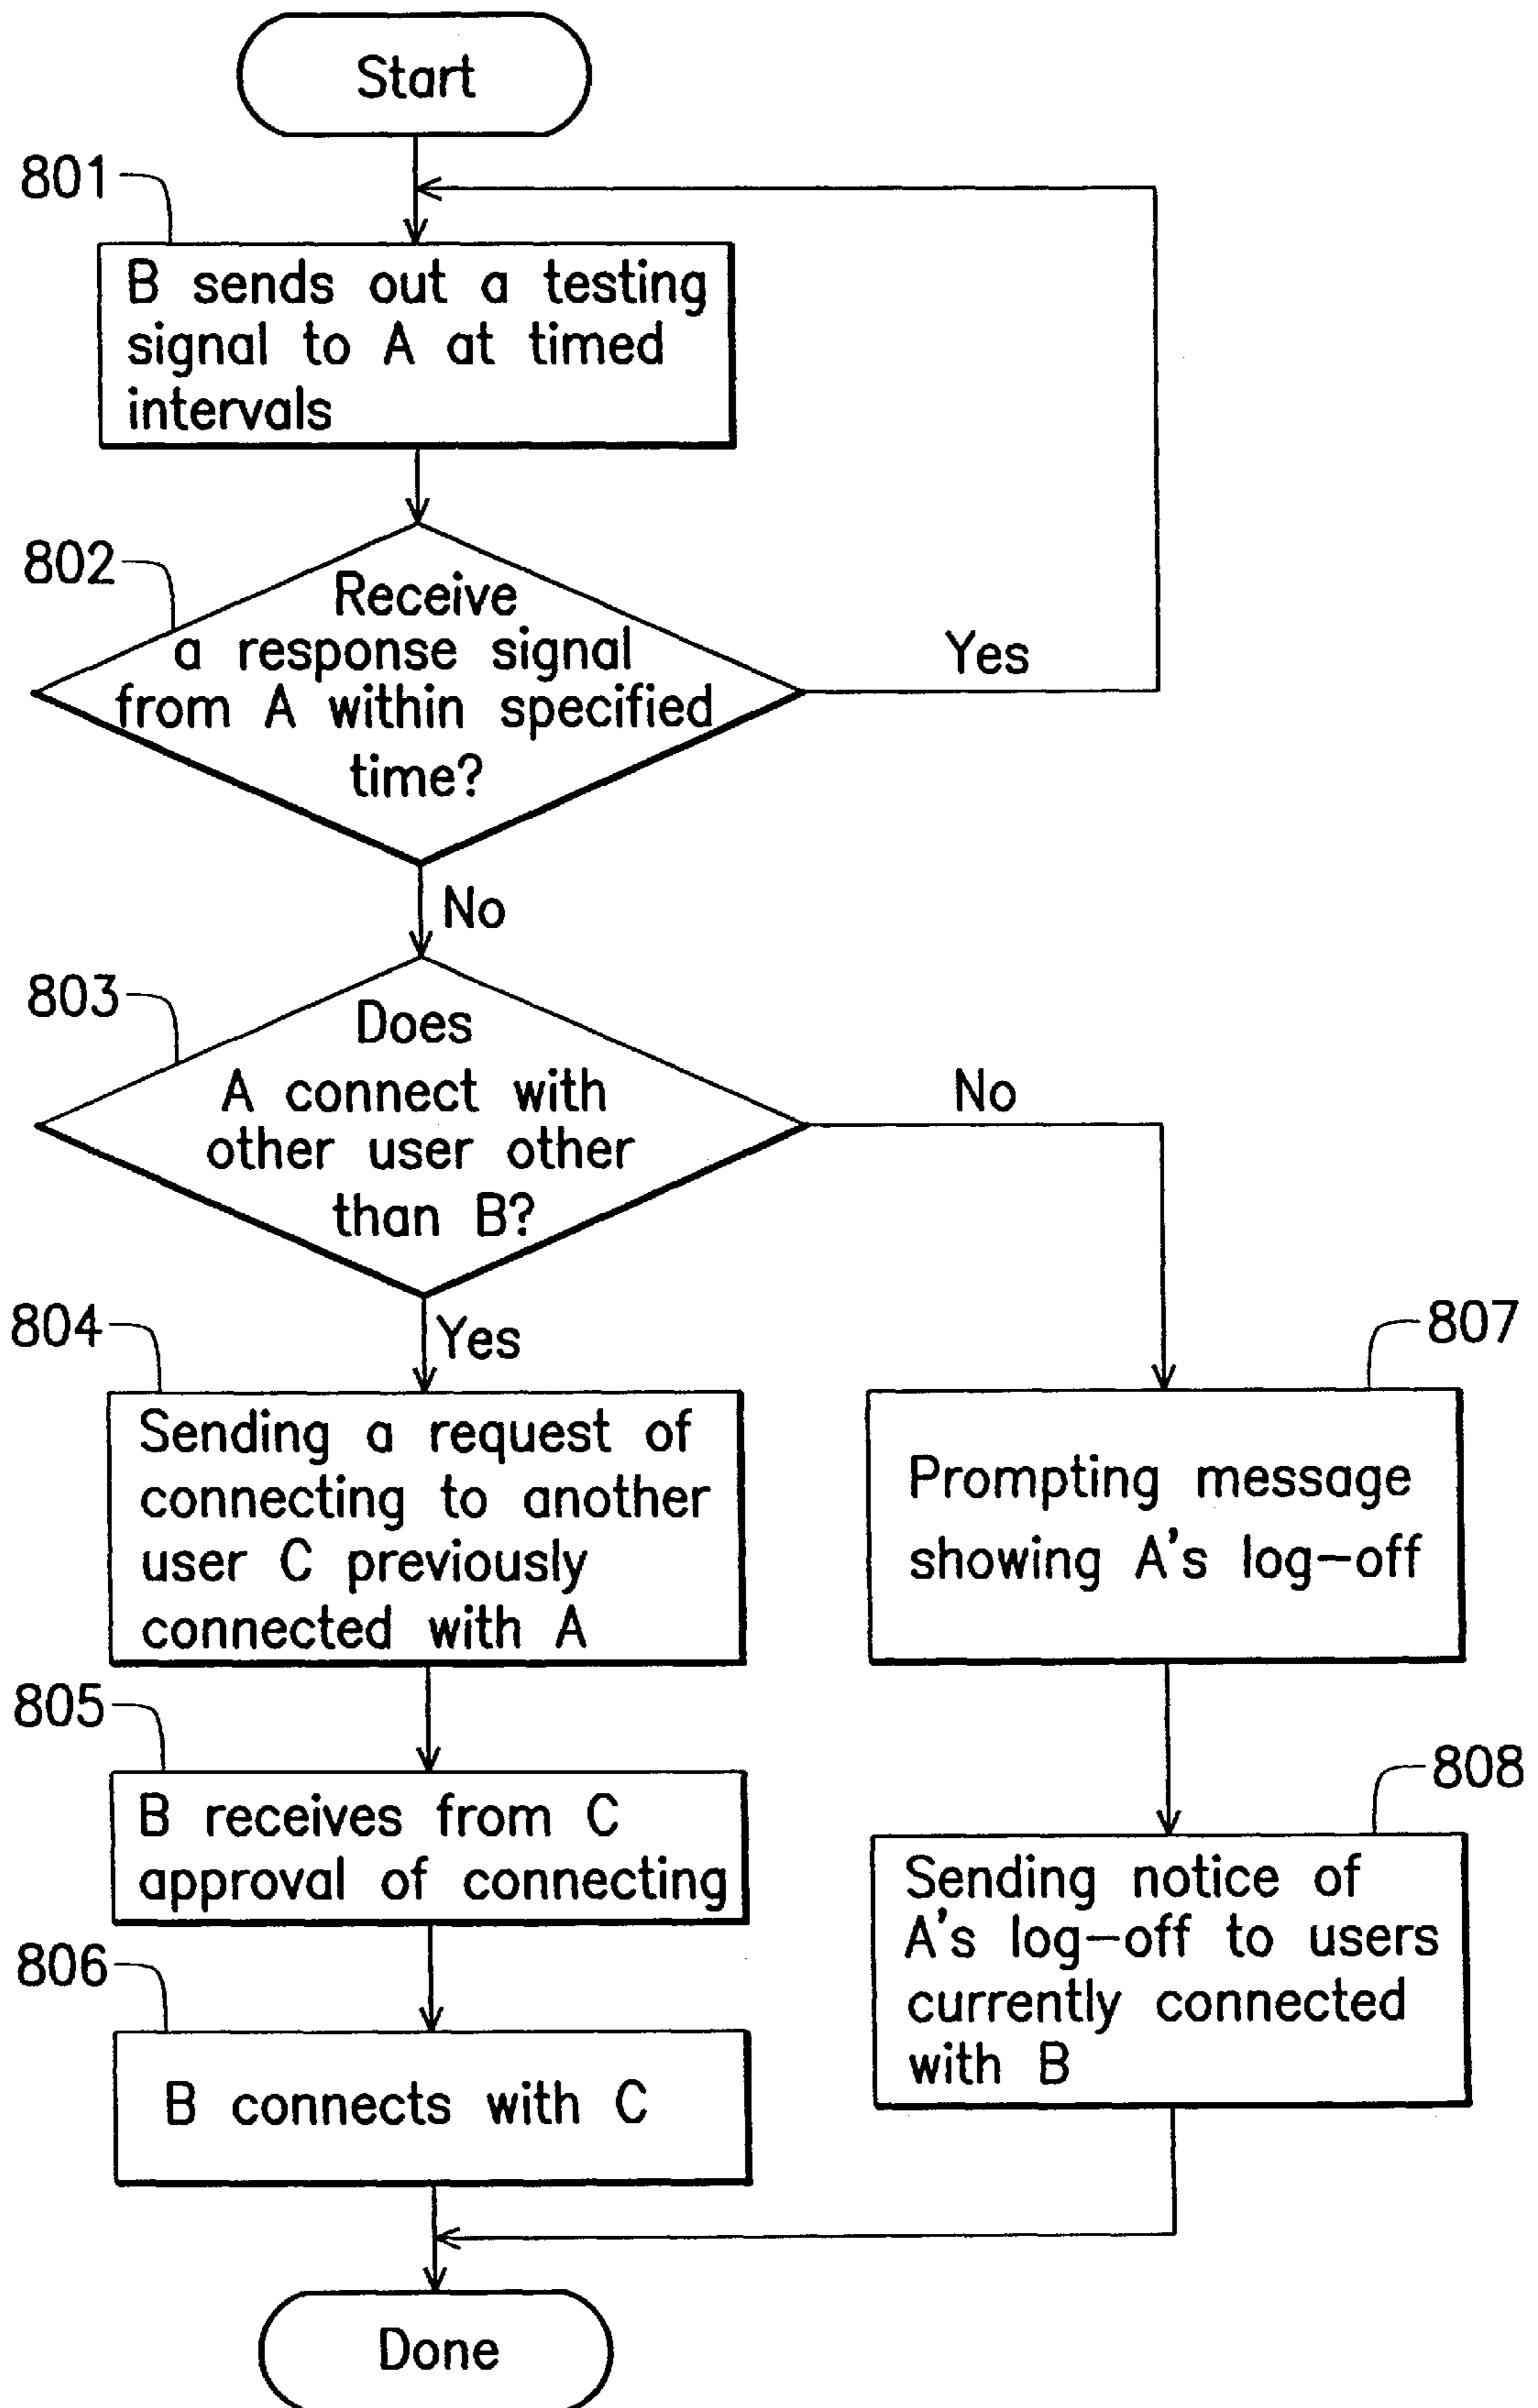 Start
801
B sends out a testing
signal to A at timed
intervals
802
Receive
a response signal
from A within specified
time?
Yes
No
803
Does
A connect with
other user other
than B?
No
Yes
804
Sending a request of
connecting to another
user C previously
connected with A
807
Prompting message
showing A's log-off
805
B receives from C
approval of connecting
808
Sending notice of
A's log-off to users
currently connected
with B
806
B connects with C
Done